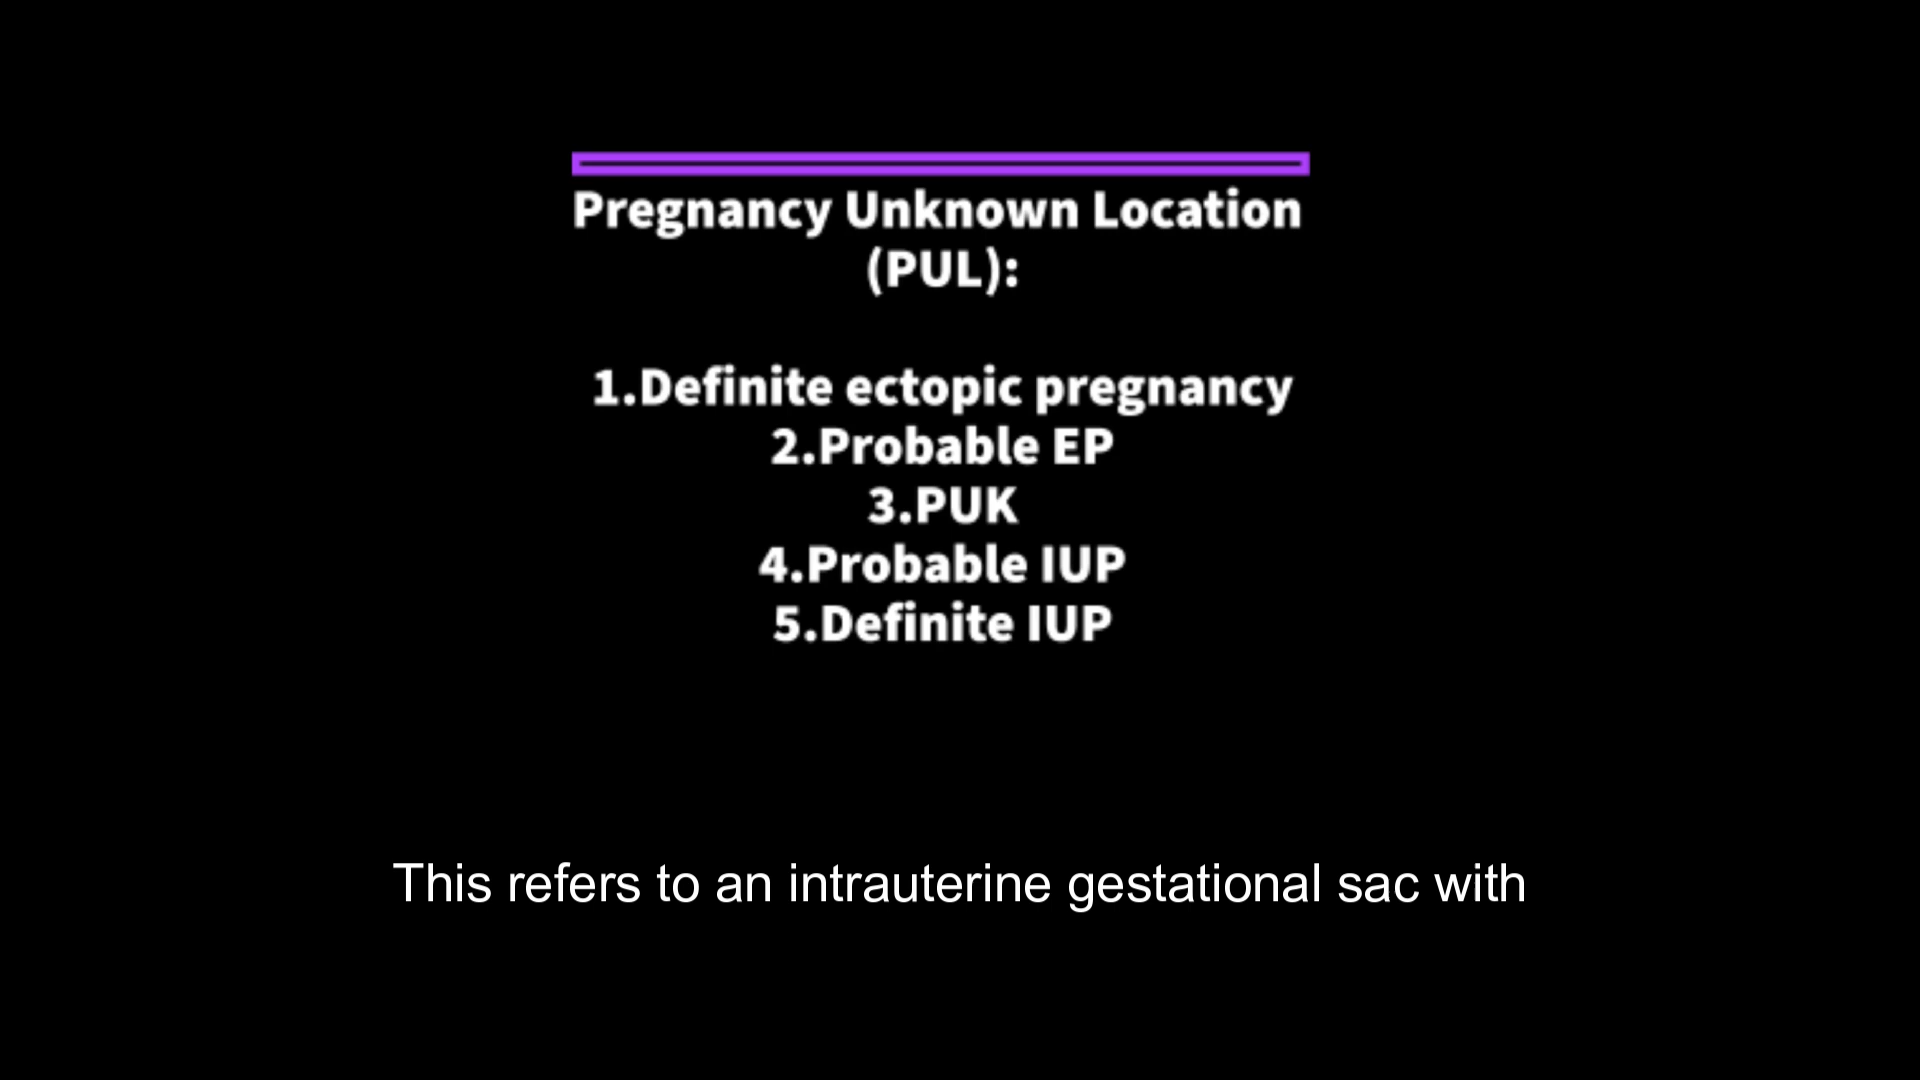 Pregnancy Unknown Location
(PUL):
1.Definite ectopic pregnancy
2.Probable EP
3.PUK
4.Probable IUP
5.Definite IUP
This refers to an intrauterine gestational sac with